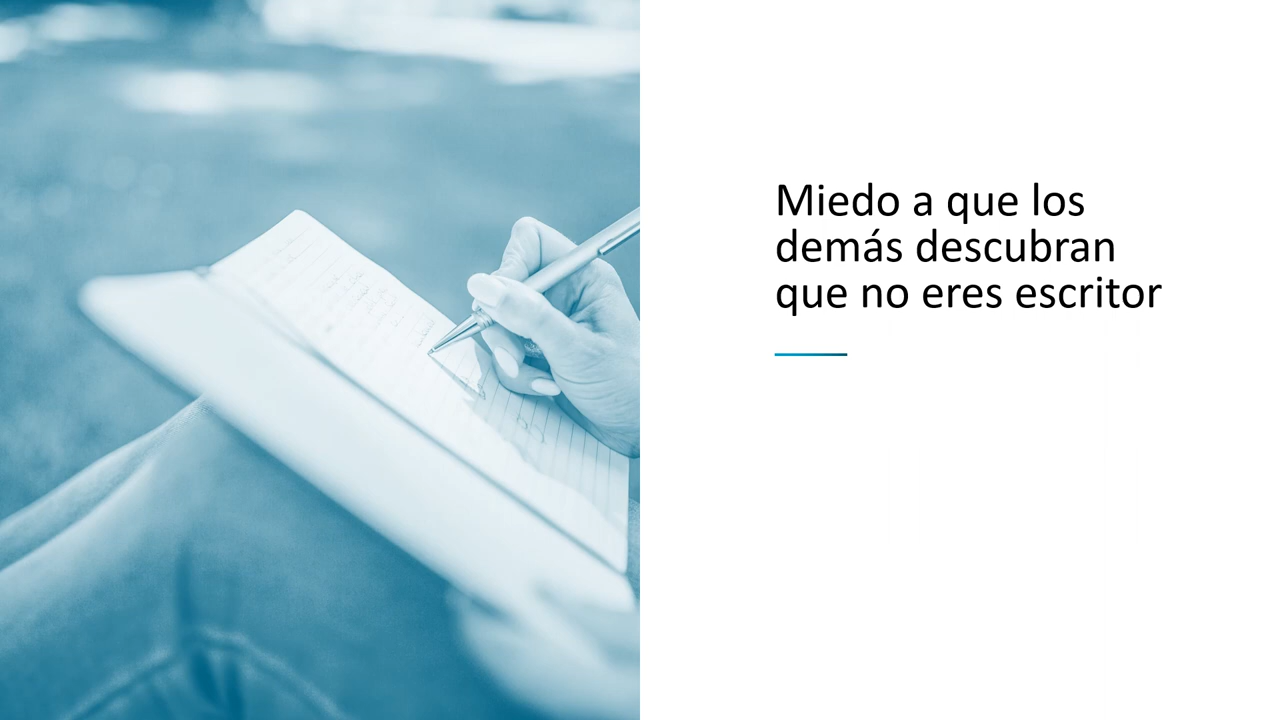 Miedo a que los
demás descubran
que no eres escritor